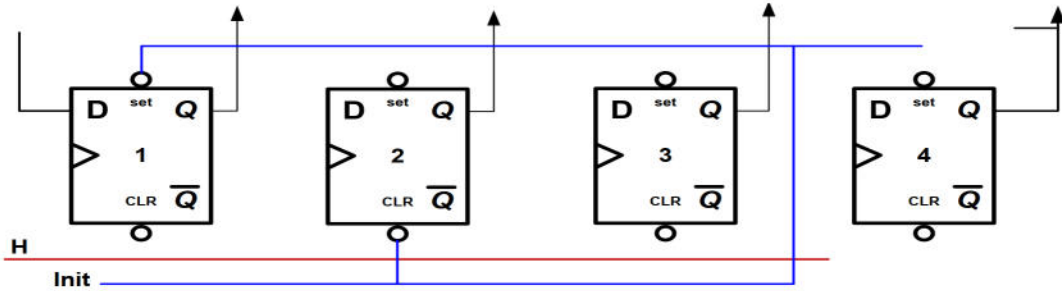 set set set set
D Q D Q D Q D Q
1 2 3 4
CLR Q̅ CLR Q̅ CLR Q̅ CLR Q̅
H
Init